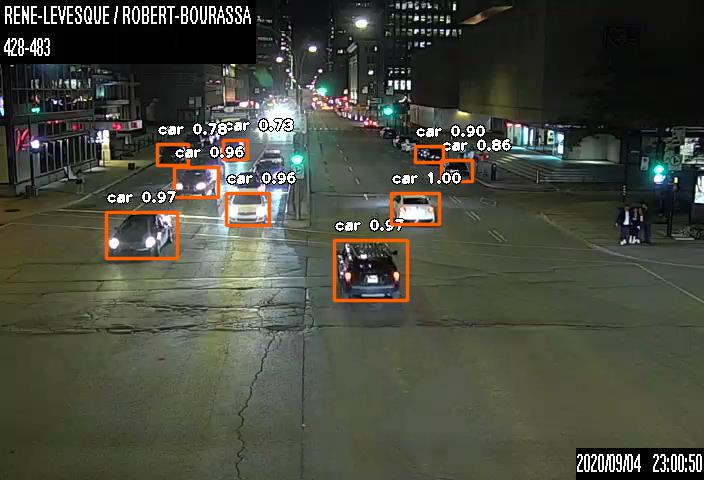 RENE-LEVESQUE / ROBERT-BOURASSA
428-483
car 0.78
car 0.73
car 0.96
car 0.90
car 0.86
car 0.96
car 1.00
car 0.97
car 0.97
2020/09/04 23:00:50